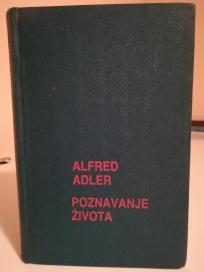 ALFRED
ADLER
POZNAVANJE
ŽIVOTA